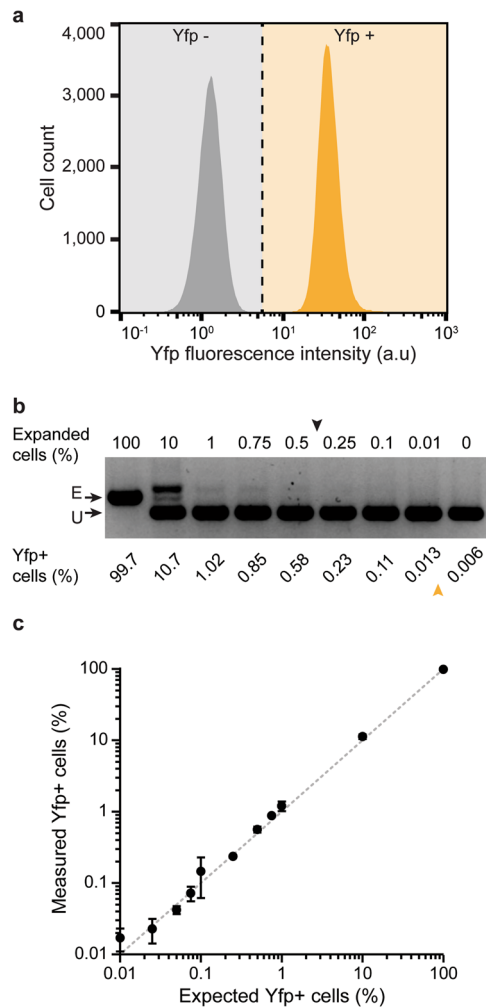 a
Yfp - Yfp +
4,000
3,000
2,000
1,000
0
Cell count
10-1 100 101 102 103
Yfp fluorescence intensity (a.u)
b
Expanded
cells (%)
100 10 1 0.75 0.5 0.25 0.1 0.01 0
E
U
Yfp+
cells (%)
99.7 10.7 1.02 0.85 0.58 0.23 0.11 0.013 0.006
c
100
10
1
0.1
0.01
Measured Yfp+ cells (%)
0.01 0.1 1 10 100
Expected Yfp+ cells (%)